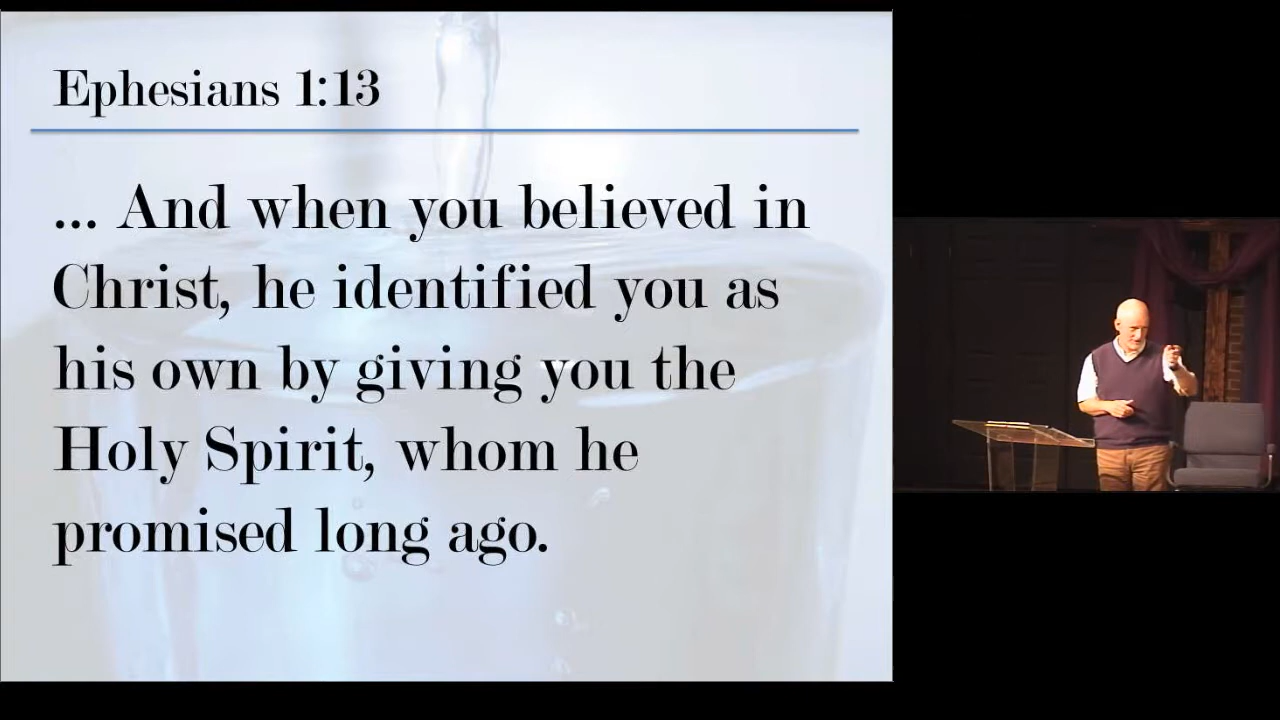 Ephesians 1:13
... And when you believed in
Christ, he identified you as
his own by giving you the
Holy Spirit, whom he
promised long ago.